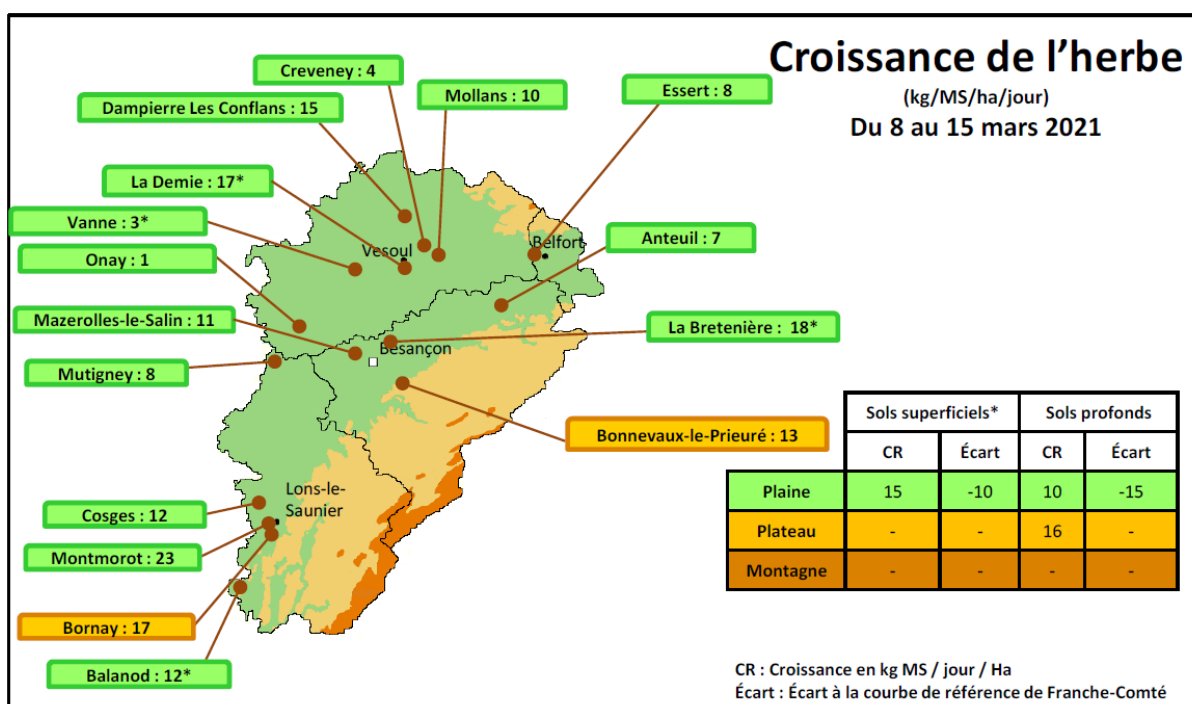 Croissance de l’herbe
(kg/MS/ha/jour)
Du 8 au 15 mars 2021
Creveney : 4
Dampierre Les Conflans : 15
Mollans : 10
Essert : 8
La Demie : 17*
Vanne : 3*
Onay : 1
Anteuil : 7
Mazerolles-le-Salin : 11
La Bretenière : 18*
Mutigney : 8
Bonnevaux-le-Prieuré : 13
Cosges : 12
Montmorot : 23
Bornay : 17
Balanod : 12*
Vesoul
Belfort
Besançon
Lons-le-
Saunier
Sols superficiels* Sols profonds
CR Écart CR Écart
Plaine 15 -10 10 -15
Plateau - - 16 -
Montagne - - - -
CR : Croissance en kg MS / jour / Ha
Écart : Écart à la courbe de référence de Franche-Comté